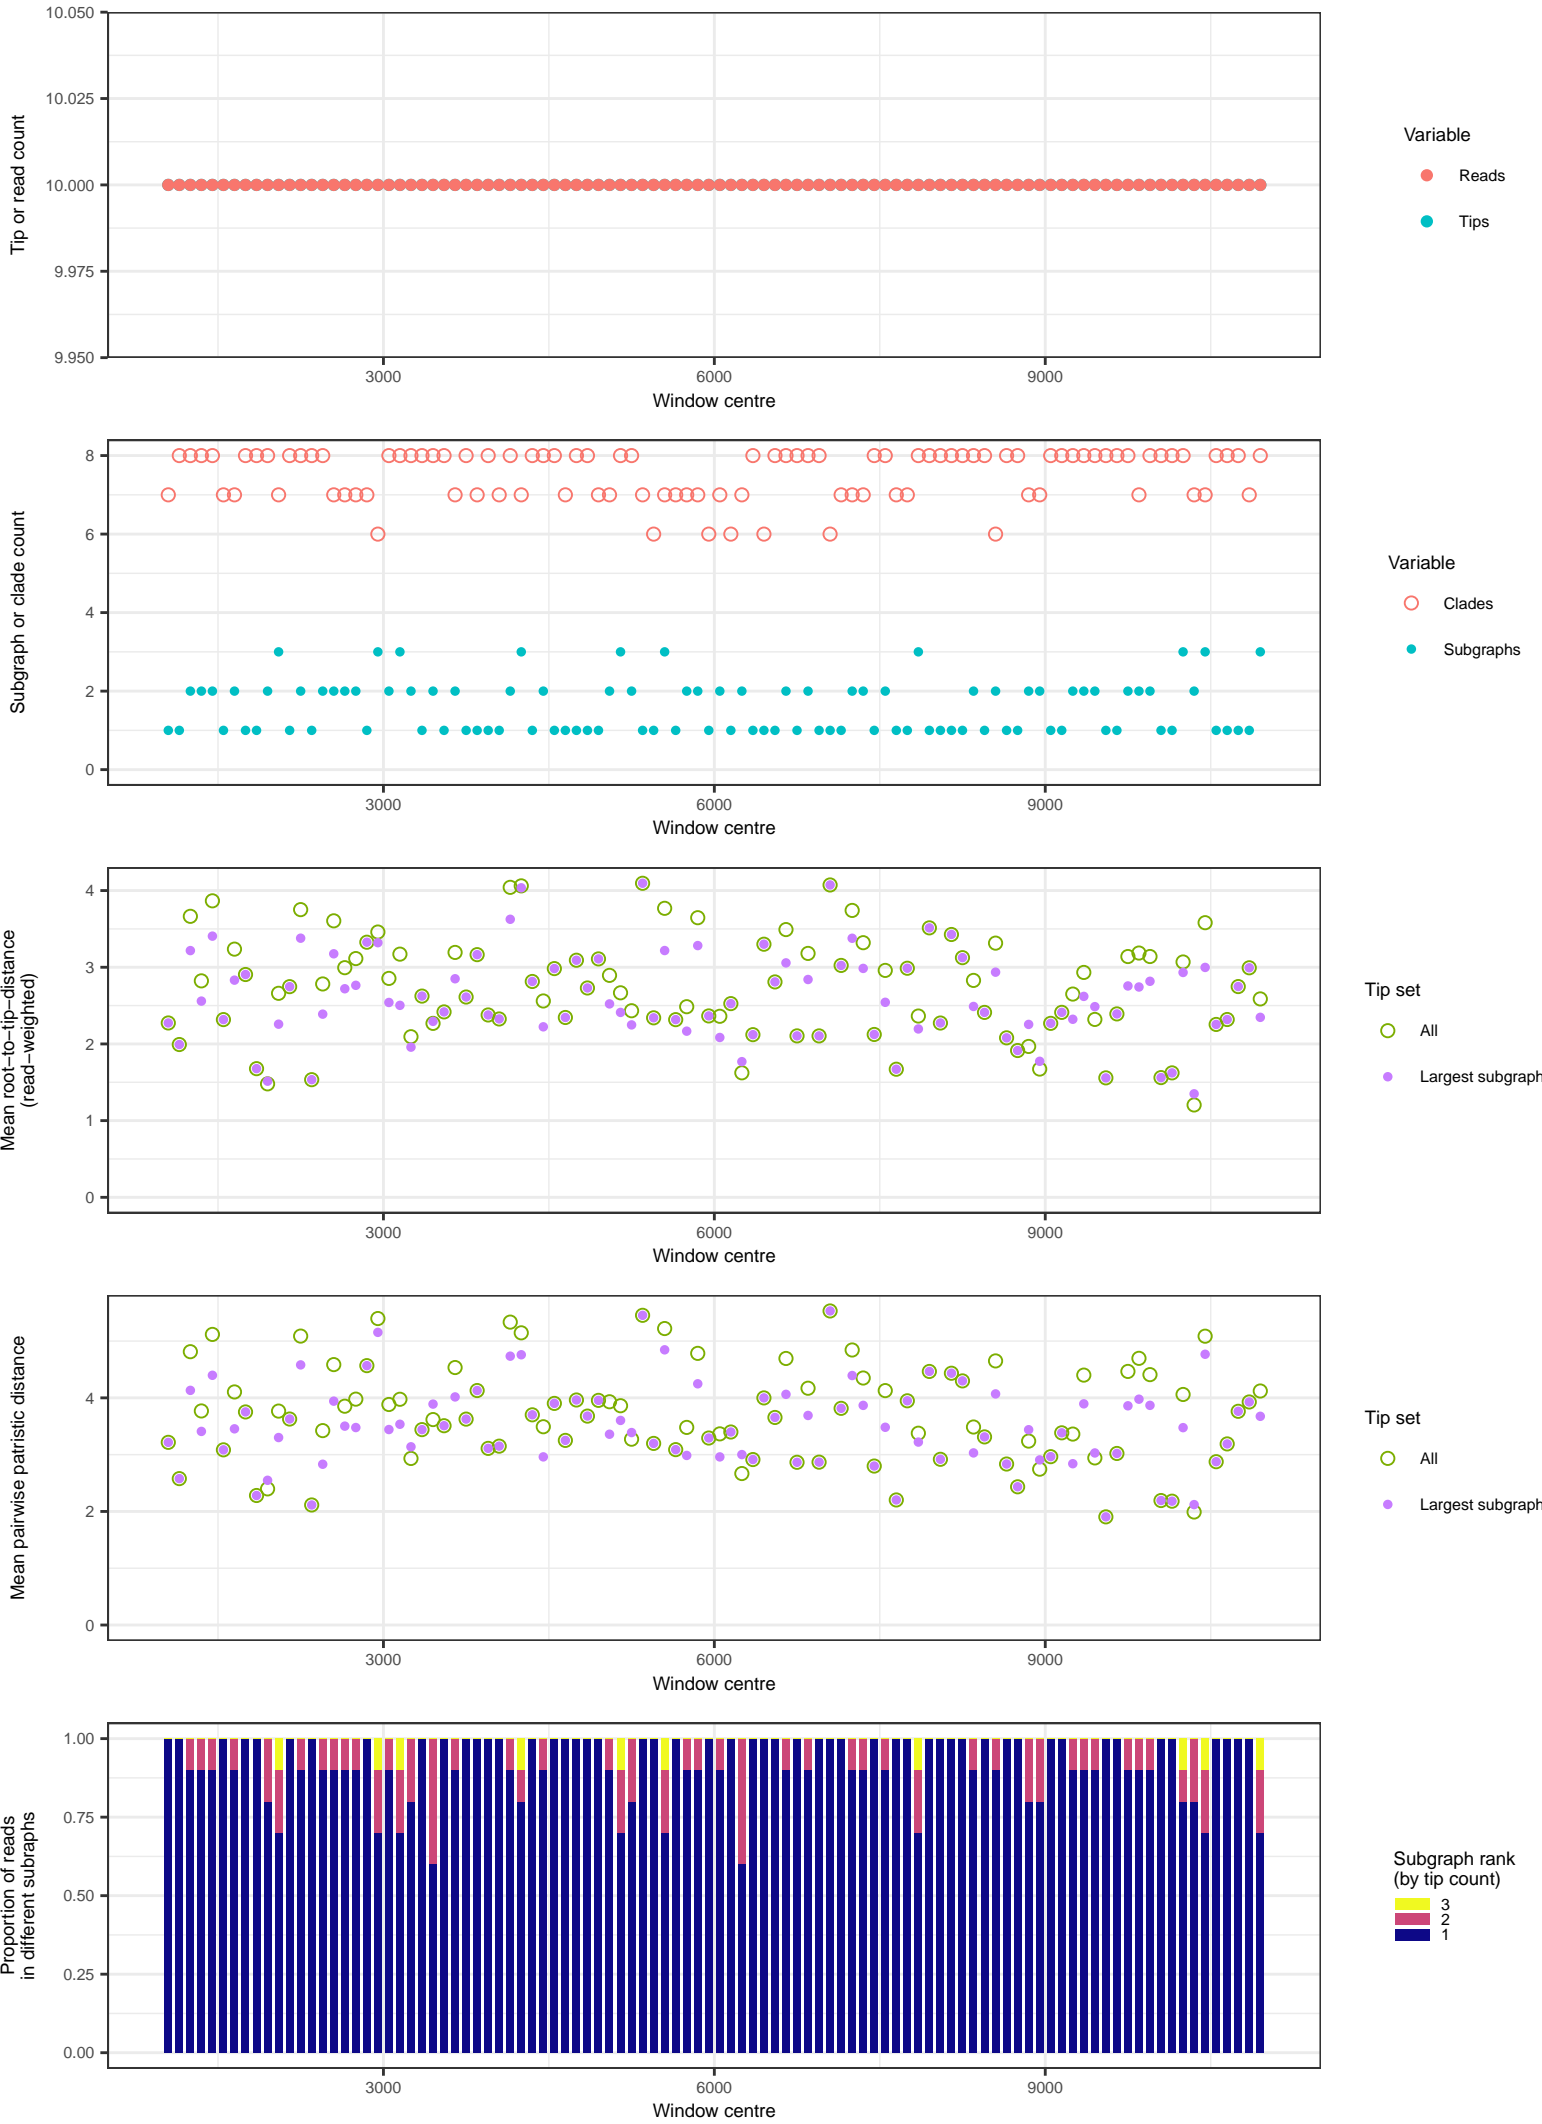 10.050
10.025
10.000
9.975
9.950
Tip or read count
3000
6000
9000
Window centre
Variable
Reads
Tips
8
6
4
2
0
Subgraph or clade count
3000
6000
9000
Window centre
Variable
Clades
Subgraphs
4
3
2
1
0
Mean root−to−tip−distance
(read−weighted)
3000
6000
9000
Window centre
Tip set
All
Largest subgraph
4
2
0
Mean pairwise patristic distance
3000
6000
9000
Window centre
Tip set
All
Largest subgraph
1.00
0.75
0.50
0.25
0.00
Proportion of reads
in different subraphs
3000
6000
9000
Window centre
Subgraph rank
(by tip count)
3
2
1